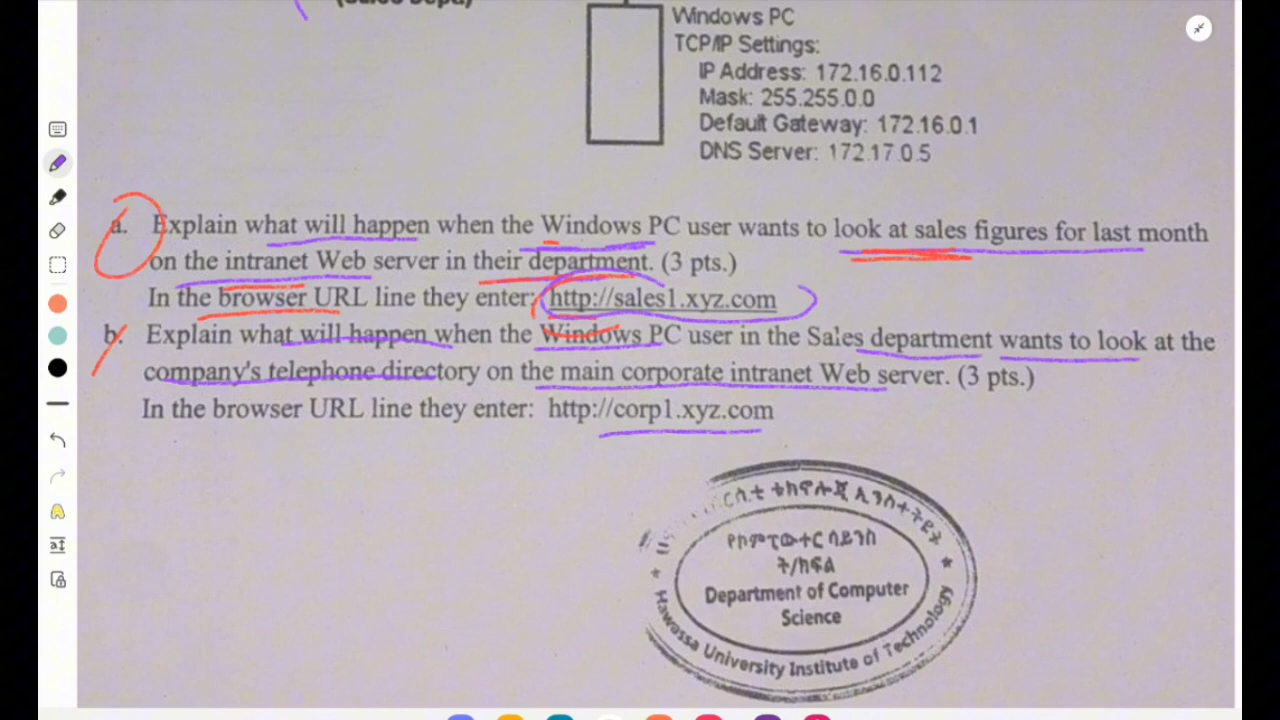 Windows PC
TCP/IP Settings:
IP Address: 172.16.0.112
Mask: 255.255.0.0
Default Gateway: 172.16.0.1
DNS Server: 172.17.0.5
a. Explain what will happen when the Windows PC user wants to look at sales figures for last month
on the intranet Web server in their department. (3 pts.)
In the browser URL line they enter: http://sales1.xyz.com
b. Explain what will happen when the Windows PC user in the Sales department wants to look at the
company's telephone directory on the main corporate intranet Web server. (3 pts.)
In the browser URL line they enter: http://corp1.xyz.com
ቴክኖሎጂ ኢንስቲትዩት
የኮምፒውተር ሳይንስ
ት/ክፍል
Department of Computer
Science
Hawassa University Institute of Technology